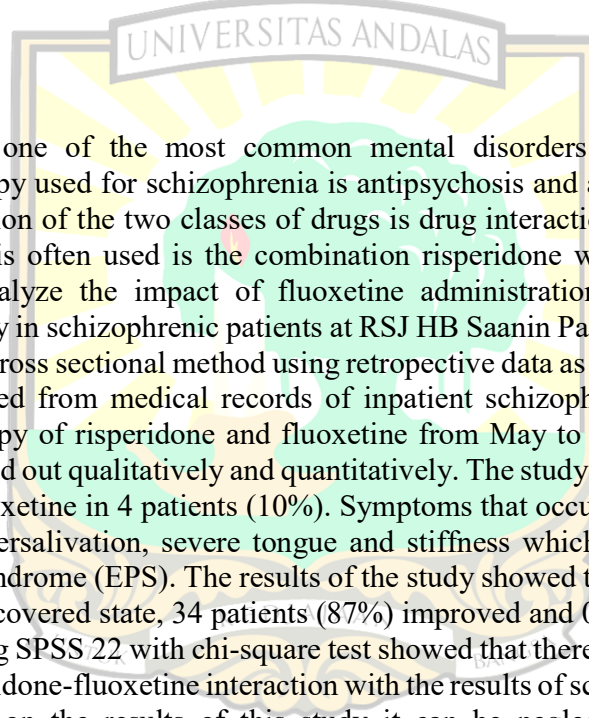 UNIVERSITAS ANDALAS
one of the most common mental disorders
py used for schizophrenia is antipsychosis and a
on of the two classes of drugs is drug interactio
is often used is the combination risperidone w
alyze the impact of fluoxetine administration
y in schizophrenic patients at RSJ HB Saanin Pa
ross sectional method using retropective data as
ed from medical records of inpatient schizoph
py of risperidone and fluoxetine from May to
d out qualitatively and quantitatively. The study
oxetine in 4 patients (10%). Symptoms that occu
ersalivation, severe tongue and stiffness which
ndrome (EPS). The results of the study showed t
covered state, 34 patients (87%) improved and 0
g SPSS 22 with chi-square test showed that there
idone-fluoxetine interaction with the results of sc